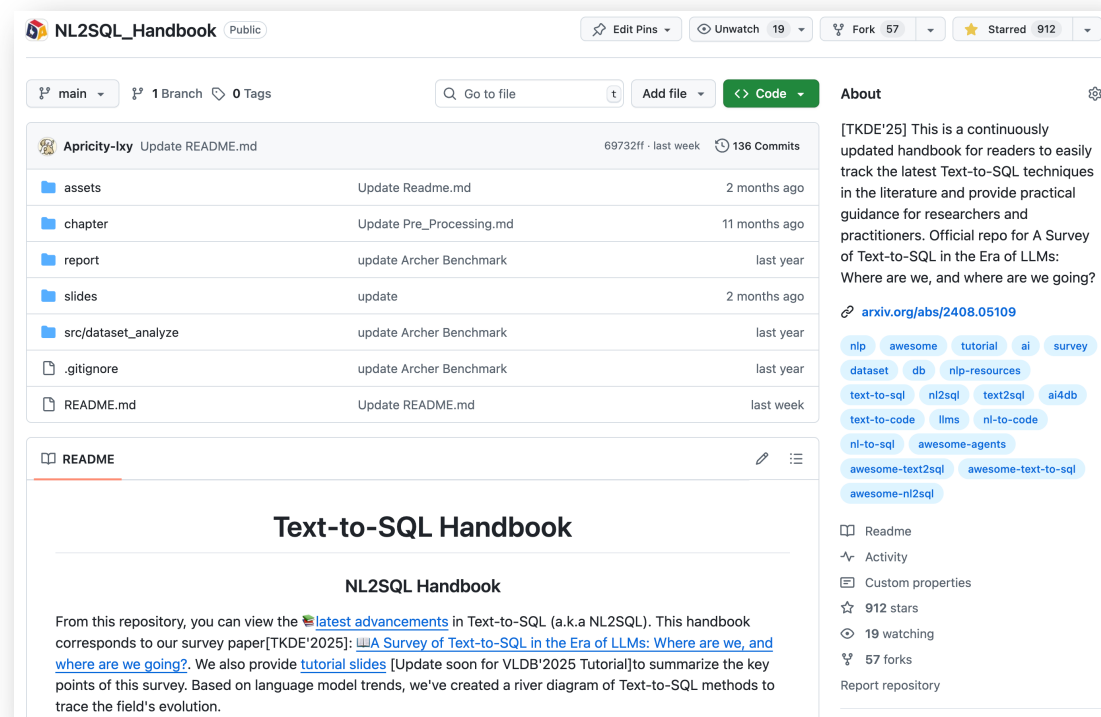 NL2SQL_Handbook Public
Edit Pins Unwatch 19 Fork 57 Starred 912
main 1 Branch 0 Tags Go to file t Add file Code
Apricity-lxy Update README.md 69732ff · last week 136 Commits
assets Update Readme.md 2 months ago
chapter Update Pre_Processing.md 11 months ago
report update Archer Benchmark last year
slides update 2 months ago
src/dataset_analyze update Archer Benchmark last year
.gitignore update Archer Benchmark last year
README.md Update README.md last week
README
Text-to-SQL Handbook
NL2SQL Handbook
From this repository, you can view the latest advancements in Text-to-SQL (a.k.a NL2SQL). This handbook
corresponds to our survey paper[TKDE'2025]: A Survey of Text-to-SQL in the Era of LLMs: Where are we, and
where are we going?. We also provide tutorial slides [Update soon for VLDB'2025 Tutorial]to summarize the key
points of this survey. Based on language model trends, we've created a river diagram of Text-to-SQL methods to
trace the field's evolution.
About
[TKDE'25] This is a continuously
updated handbook for readers to easily
track the latest Text-to-SQL techniques
in the literature and provide practical
guidance for researchers and
practitioners. Official repo for A Survey
of Text-to-SQL in the Era of LLMs:
Where are we, and where are we going?
arxiv.org/abs/2408.05109
nlp awesome tutorial ai survey
dataset db nlp-resources
text-to-sql nl2sql text2sql ai4db
text-to-code llms nl-to-code
nl-to-sql awesome-agents
awesome-text2sql awesome-text-to-sql
awesome-nl2sql
Readme
Activity
Custom properties
912 stars
19 watching
57 forks
Report repository